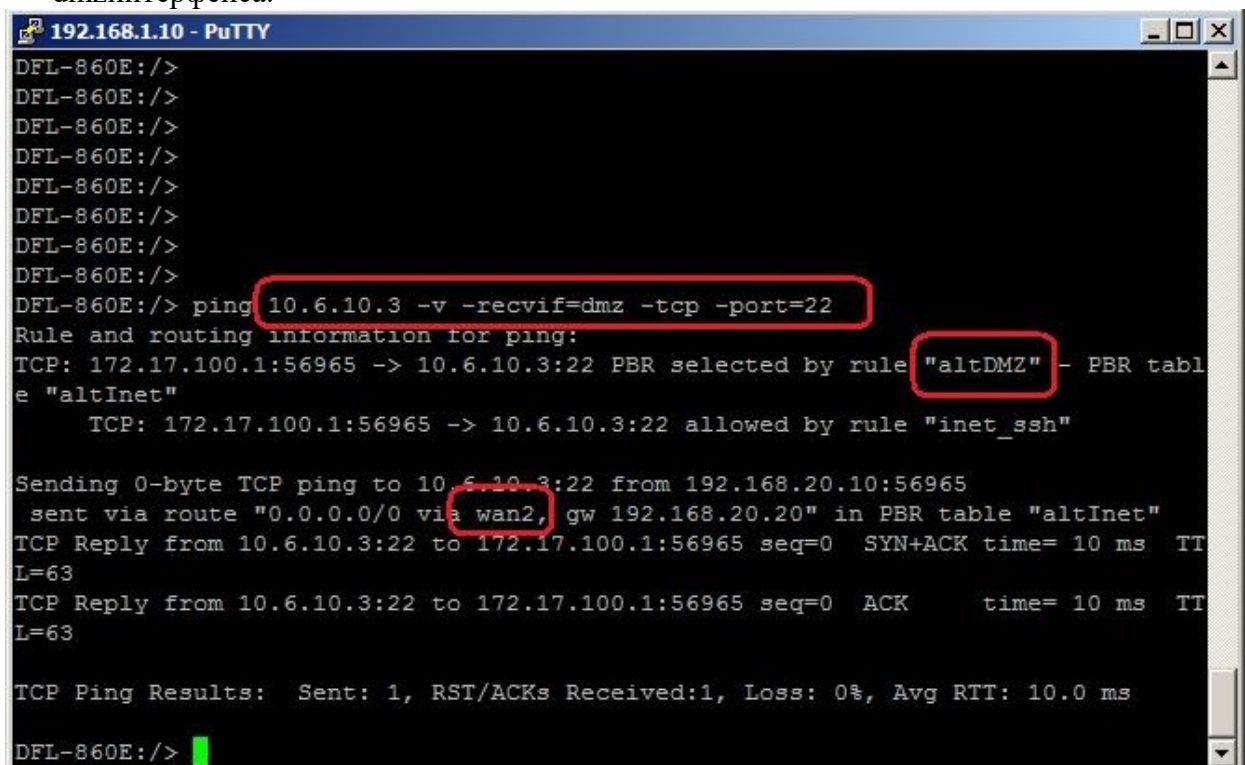 dmzинтерфейса.
192.168.1.10 - PuTTY
DFL-860E:/>
DFL-860E:/>
DFL-860E:/>
DFL-860E:/>
DFL-860E:/>
DFL-860E:/>
DFL-860E:/>
DFL-860E:/>
DFL-860E:/> ping 10.6.10.3 -v -recvif=dmz -tcp -port=22
Rule and routing information for ping:
TCP: 172.17.100.1:56965 -> 10.6.10.3:22 PBR selected by rule "altDMZ" - PBR tabl
e "altInet"
TCP: 172.17.100.1:56965 -> 10.6.10.3:22 allowed by rule "inet_ssh"
Sending 0-byte TCP ping to 10.6.10.3:22 from 192.168.20.10:56965
sent via route "0.0.0.0/0 via wan2, gw 192.168.20.20" in PBR table "altInet"
TCP Reply from 10.6.10.3:22 to 172.17.100.1:56965 seq=0 SYN+ACK time= 10 ms TT
L=63
TCP Reply from 10.6.10.3:22 to 172.17.100.1:56965 seq=0 ACK time= 10 ms TT
L=63
TCP Ping Results: Sent: 1, RST/ACKs Received:1, Loss: 0%, Avg RTT: 10.0 ms
DFL-860E:/>